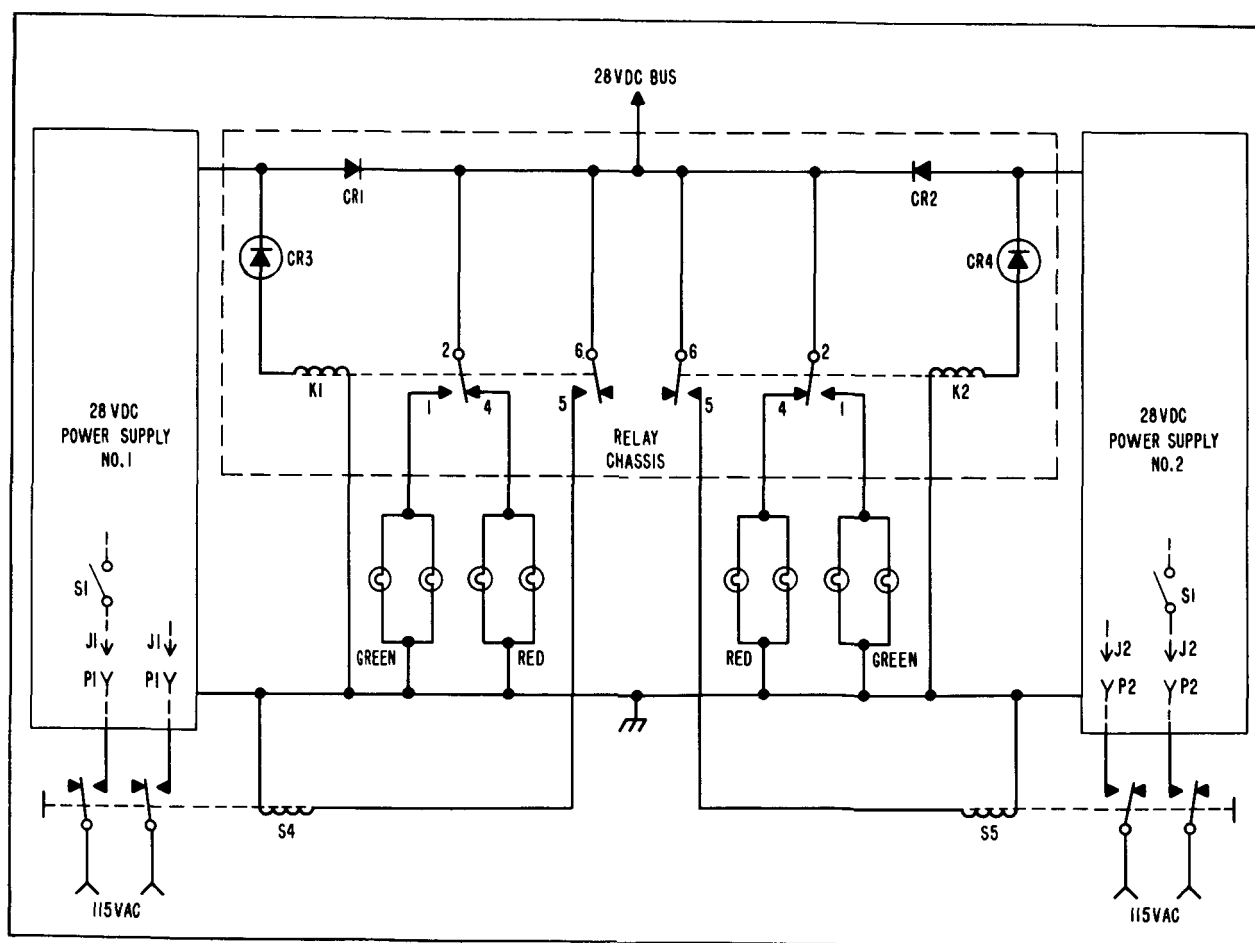 28VDC BUS
CR1
CR2
CR3
CR4
2
6
6
2
K1
K2
1
4
5
5
4
1
28 VDC
POWER SUPPLY
NO.1
RELAY
CHASSIS
28VDC
POWER SUPPLY
NO.2
S1
S1
J1
J1
J2
J2
GREEN
RED
RED
GREEN
P1
P1
P2
P2
S4
S5
115VAC
115VAC